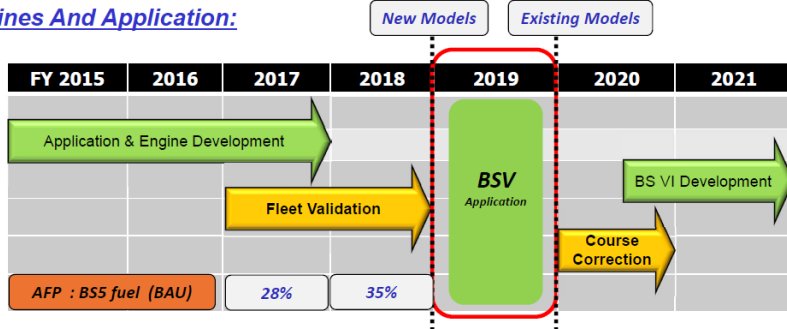 ines And Application:
New Models
Existing Models
FY 2015 2016 2017 2018 2019 2020 2021
Application & Engine Development
BSV
Application
BS VI Development
Fleet Validation
Course
Correction
AFP : BS5 fuel (BAU) 28% 35%